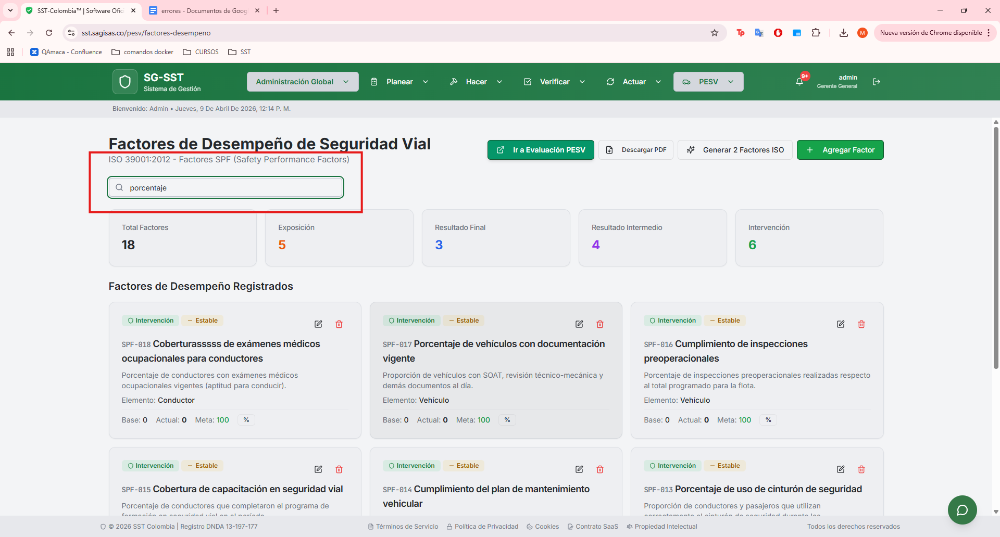 SST-Colombia™ | Software Ofici
errores - Documentos de Goog
sst.sagisas.co/pesv/factores-desempeno
Nueva versión de Chrome disponible
QAmaca - Confluence
comandos docker
CURSOS
SST
SG-SST
Sistema de Gestión
Administración Global
Planear
Hacer
Verificar
Actuar
PESV
9+
admin
Gerente General
Bienvenido: Admin • Jueves, 9 De Abril De 2026, 12:14 P. M.
Factores de Desempeño de Seguridad Vial
ISO 39001:2012 - Factores SPF (Safety Performance Factors)
Ir a Evaluación PESV
Descargar PDF
Generar 2 Factores ISO
Agregar Factor
porcentaje
Total Factores
18
Exposición
5
Resultado Final
3
Resultado Intermedio
4
Intervención
6
Factores de Desempeño Registrados
Intervención
Estable
SPF-018 Coberturasssss de exámenes médicos
ocupacionales para conductores
Porcentaje de conductores con exámenes médicos
ocupacionales vigentes (aptitud para conducir).
Elemento: Conductor
Base: 0 Actual: 0 Meta: 100 %
Intervención
Estable
SPF-017 Porcentaje de vehículos con documentación
vigente
Proporción de vehículos con SOAT, revisión técnico-mecánica y
demás documentos al día.
Elemento: Vehículo
Base: 0 Actual: 0 Meta: 100 %
Intervención
Estable
SPF-016 Cumplimiento de inspecciones
preoperacionales
Porcentaje de inspecciones preoperacionales realizadas respecto
al total programado para la flota.
Elemento: Vehículo
Base: 0 Actual: 0 Meta: 100 %
Intervención
Estable
SPF-015 Cobertura de capacitación en seguridad vial
Porcentaje de conductores que completaron el programa de
Intervención
Estable
SPF-014 Cumplimiento del plan de mantenimiento
vehicular
Intervención
Estable
SPF-013 Porcentaje de uso de cinturón de seguridad
Proporción de conductores y pasajeros que utilizan
© 2026 SST Colombia | Registro DNDA 13-197-177
Términos de Servicio
Política de Privacidad
Cookies
Contrato SaaS
Propiedad Intelectual
Todos los derechos reservados